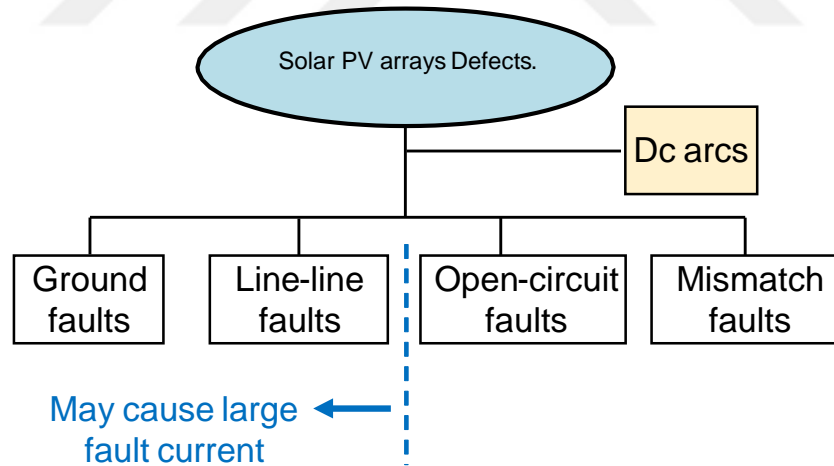 Solar PV arrays Defects.
Dc arcs
Ground
faults
Line-line
faults
Open-circuit
faults
Mismatch
faults
May cause large
fault current